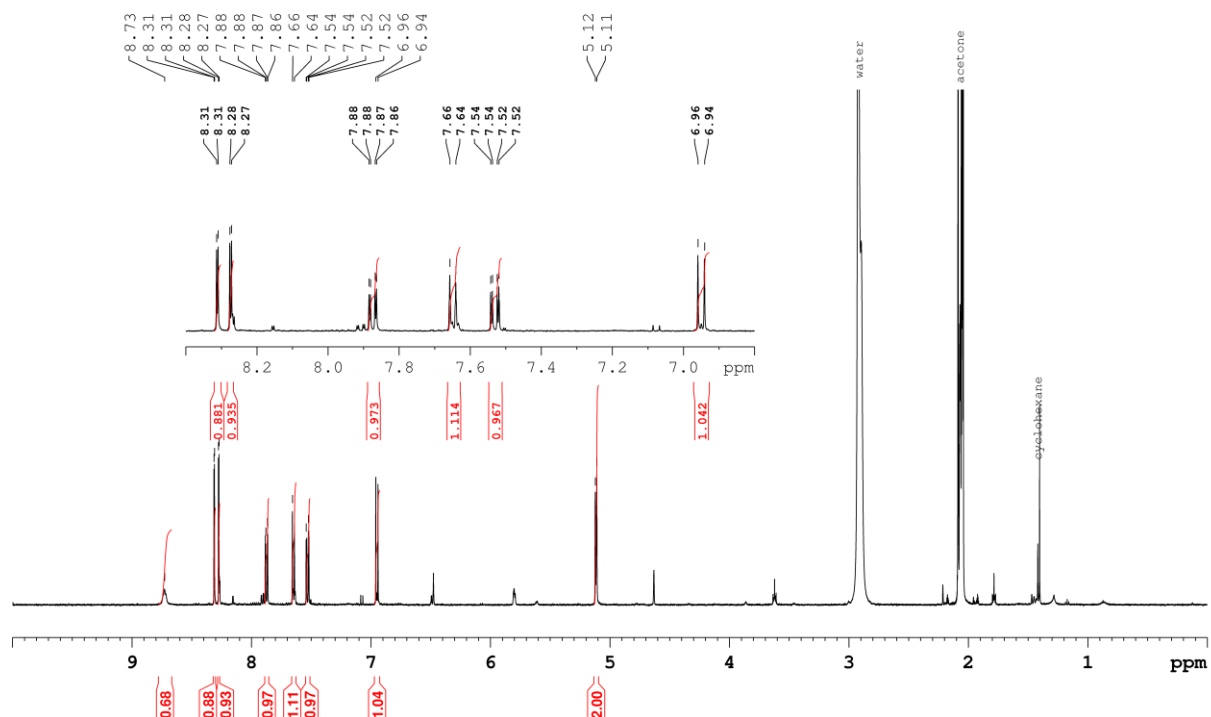 8.73 8.31 8.31 8.28 8.27 7.88 7.88 7.87 7.86 7.66 7.64 7.54 7.54 7.52 7.52 6.96 6.94 5.12 5.11
water
acetone
8.31 8.31 8.28 8.27 7.88 7.88 7.87 7.86 7.66 7.64 7.54 7.54 7.52 7.52 6.96 6.94
8.2 8.0 7.8 7.6 7.4 7.2 7.0 ppm
0.881 0.935 0.973 1.114 0.967 1.042
cyclohexane
9 8 7 6 5 4 3 2 1 ppm
0.68 0.88 0.93 0.97 1.11 0.97 1.04 2.00